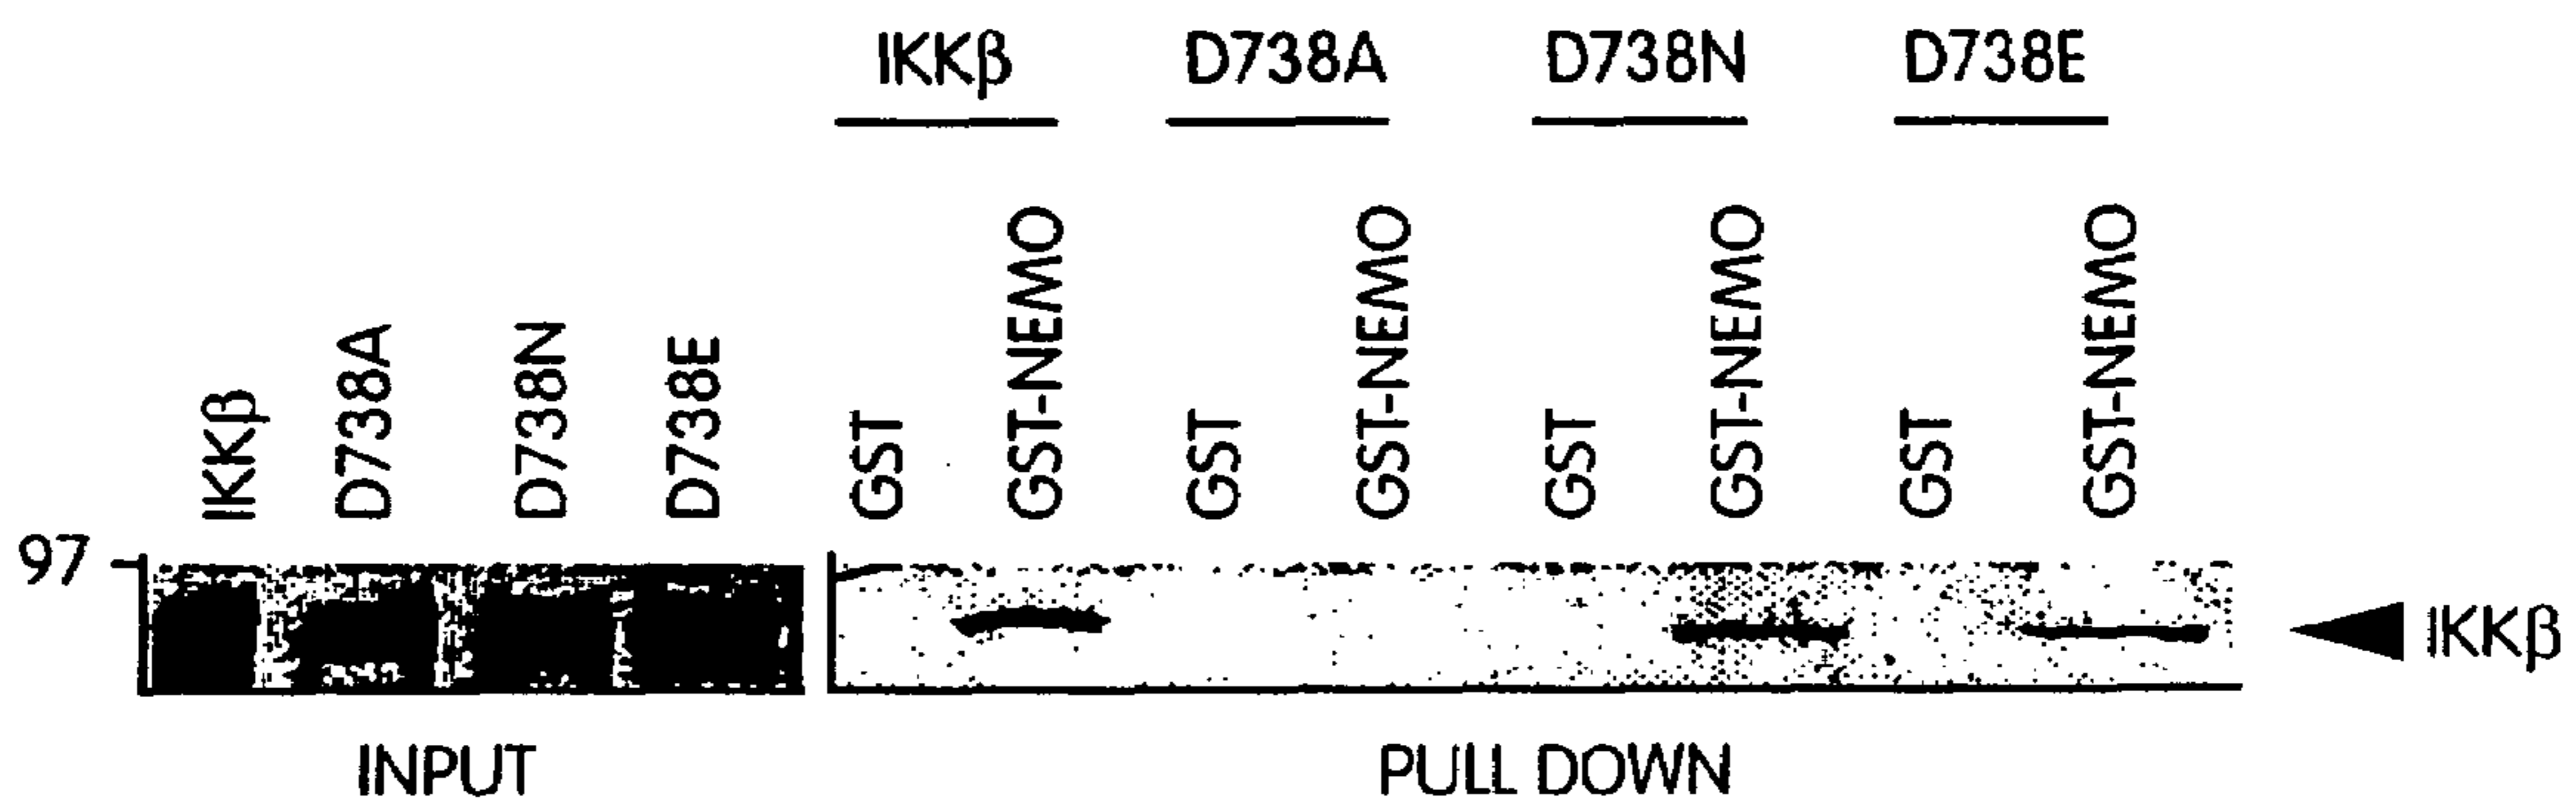 IKKβ D738A D738N D738E
IKKβ D738A D738N D738E GST GST-NEMO GST GST-NEMO GST GST-NEMO GST GST-NEMO
97
IKKβ
INPUT PULL DOWN